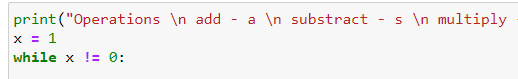 print("Operations \n add - a \n substract - s \n multiply -
x = 1
while x != 0: